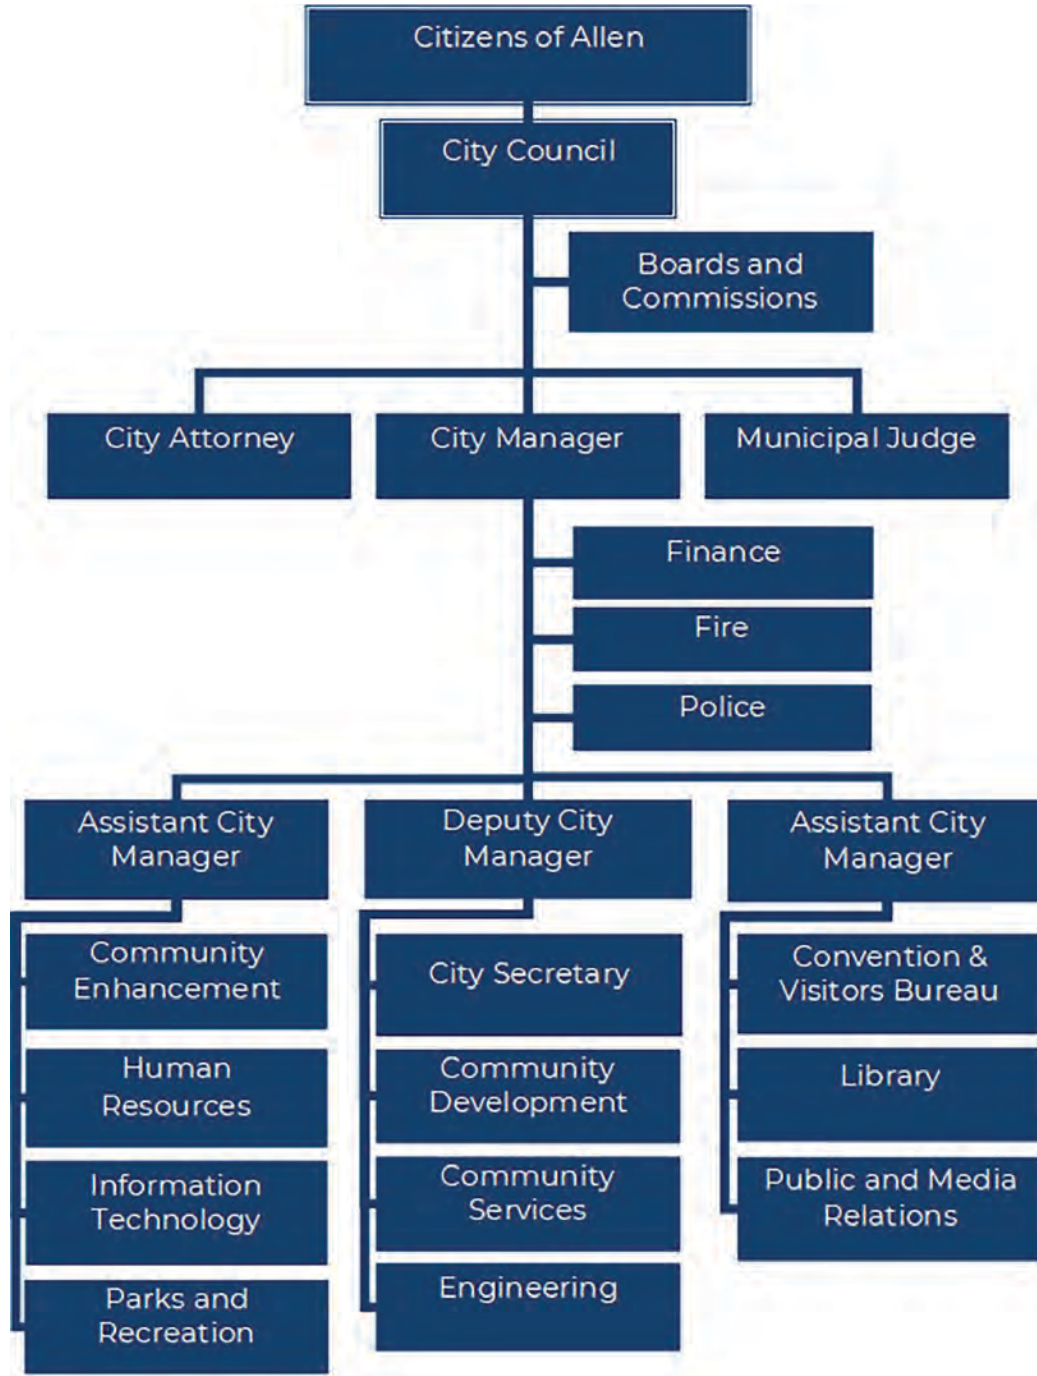 Citizens of Allen
City Council
Boards and
Commissions
City Attorney
City Manager
Municipal Judge
Finance
Fire
Police
Assistant City
Manager
Deputy City
Manager
Assistant City
Manager
Community
Enhancement
Human
Resources
Information
Technology
Parks and
Recreation
City Secretary
Community
Development
Community
Services
Engineering
Convention &
Visitors Bureau
Library
Public and Media
Relations